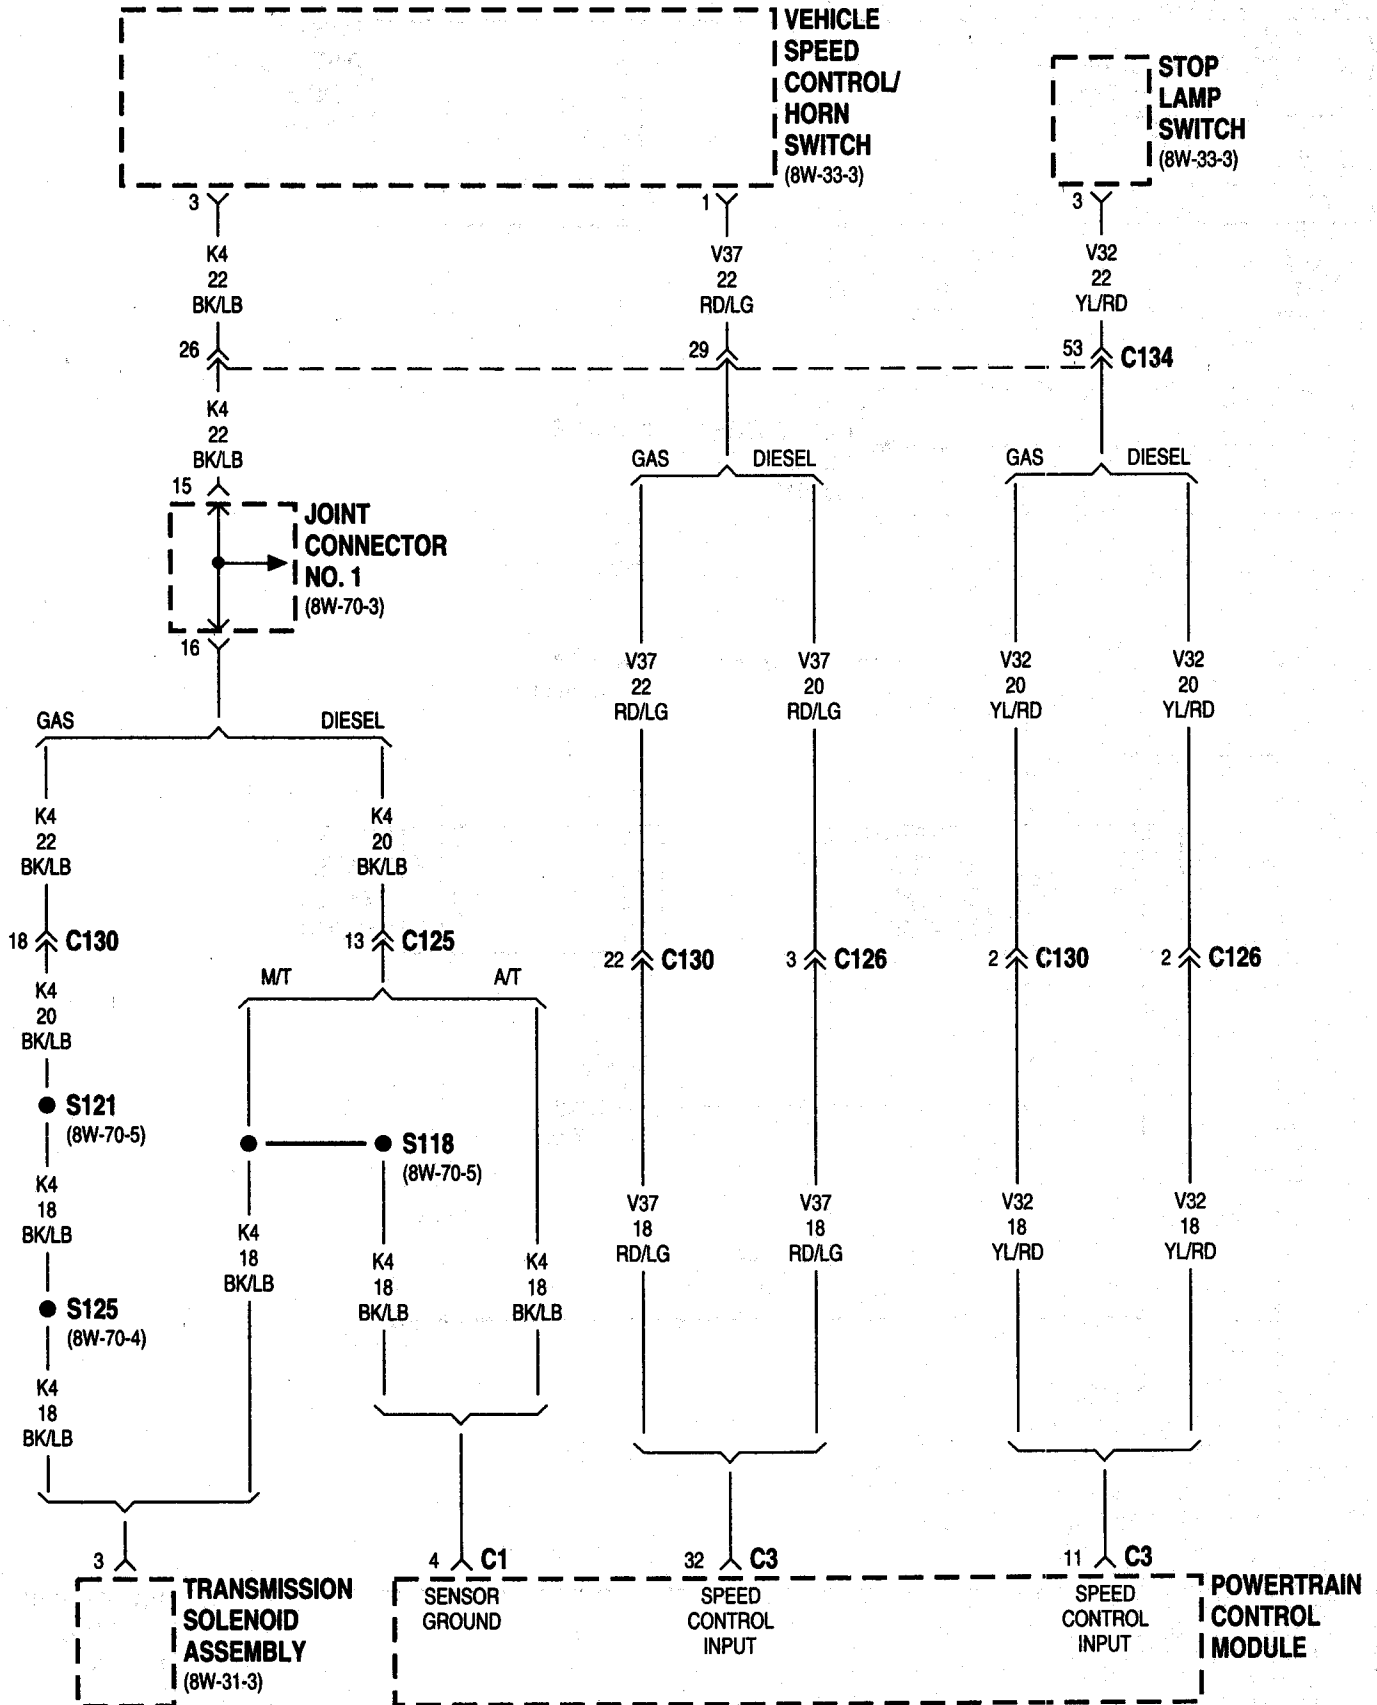 VEHICLE
SPEED
CONTROL/
HORN
SWITCH
(8W-33-3)
STOP
LAMP
SWITCH
(8W-33-3)
3
1
3
K4
22
BK/LB
V37
22
RD/LG
V32
22
YL/RD
26
29
53
C134
K4
22
BK/LB
15
GAS
DIESEL
GAS
DIESEL
JOINT
CONNECTOR
NO. 1
(8W-70-3)
16
V37
22
RD/LG
V37
20
RD/LG
V32
20
YL/RD
V32
20
YL/RD
GAS
DIESEL
K4
22
BK/LB
K4
20
BK/LB
18
C130
13
C125
22
C130
3
C126
2
C130
2
C126
M/T
A/T
K4
20
BK/LB
S121
(8W-70-5)
S118
(8W-70-5)
K4
18
BK/LB
K4
18
BK/LB
K4
18
BK/LB
K4
18
BK/LB
V37
18
RD/LG
V37
18
RD/LG
V32
18
YL/RD
V32
18
YL/RD
S125
(8W-70-4)
K4
18
BK/LB
3
4
C1
32
C3
11
C3
TRANSMISSION
SOLENOID
ASSEMBLY
(8W-31-3)
SENSOR
GROUND
SPEED
CONTROL
INPUT
SPEED
CONTROL
INPUT
POWERTRAIN
CONTROL
MODULE